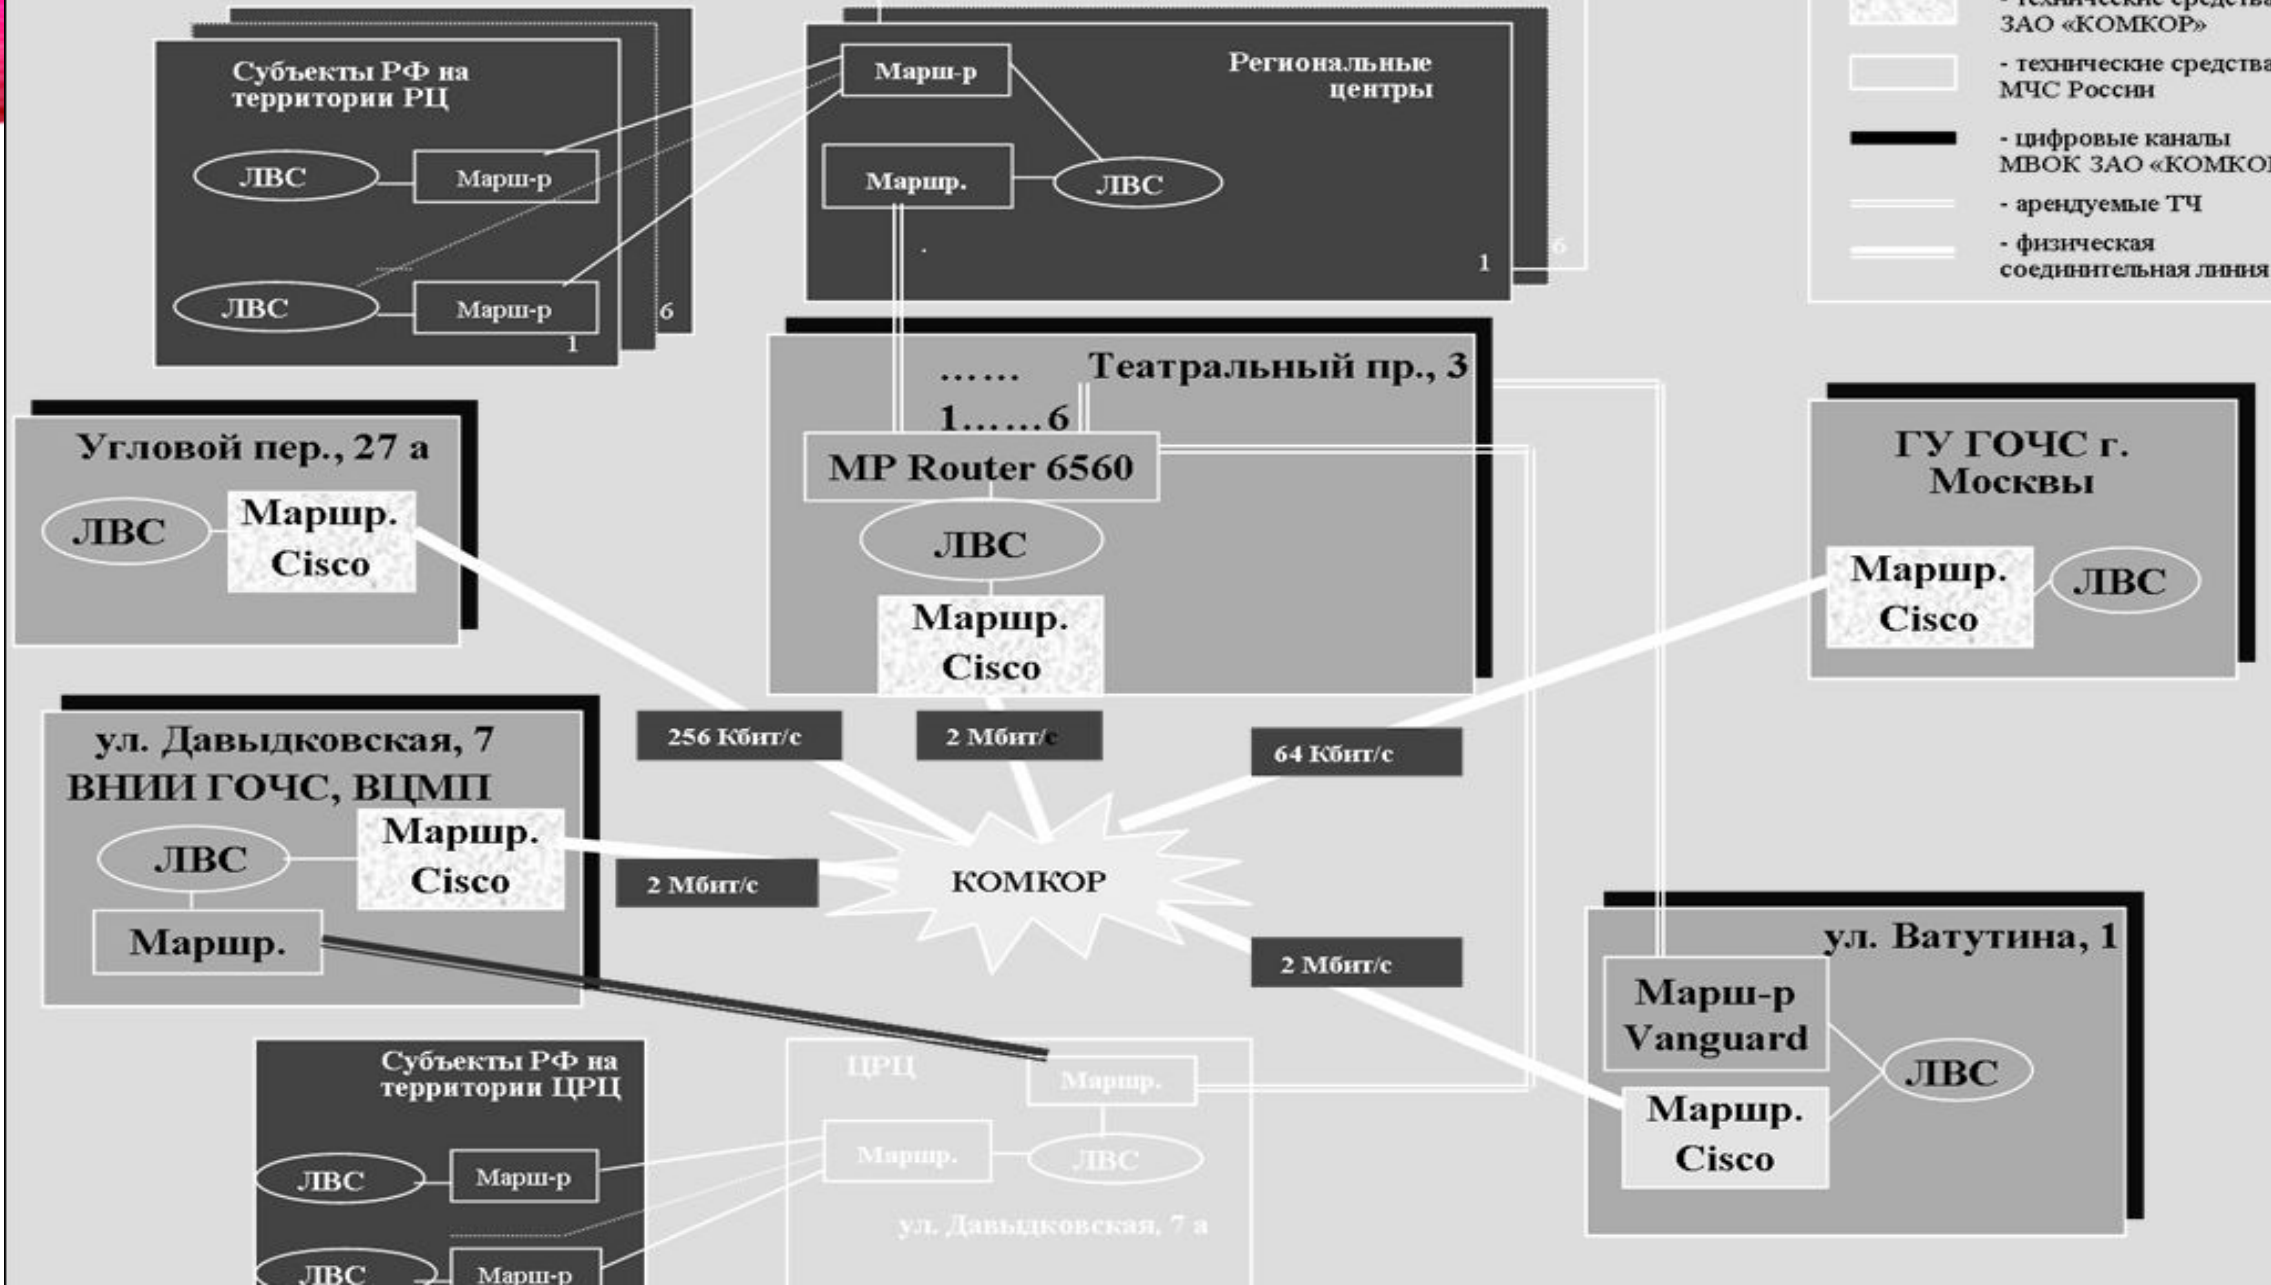 Субъекты РФ на
территории РЦ
ЛВС
Марш-р
ЛВС
Марш-р
1
6
Марш-р
Региональные
центры
Маршр.
ЛВС
1
6
- технические средства
ЗАО «КОМКОР»
- технические средства
МЧС России
- цифровые каналы
МВОК ЗАО «КОМКОР
- арендуемые ТЧ
- физическая
соединительная линия
Угловой пер., 27 а
ЛВС
Маршр.
Cisco
...... Театральный пр., 3
1......6
MP Router 6560
ЛВС
Маршр.
Cisco
ГУ ГОЧС г.
Москвы
Маршр.
Cisco
ЛВС
ул. Давыдковская, 7
ВНИИ ГОЧС, ВЦМП
ЛВС
Маршр.
Cisco
Маршр.
256 Кбит/с
2 Мбит/с
64 Кбит/с
2 Мбит/с
КОМКОР
2 Мбит/с
ул. Ватутина, 1
Марш-р
Vanguard
ЛВС
Маршр.
Cisco
Субъекты РФ на
территории ЦРЦ
ЛВС
Марш-р
ЛВС
Марш-р
ЦРЦ
Маршр.
Маршр.
ЛВС
ул. Давыдковская, 7 а